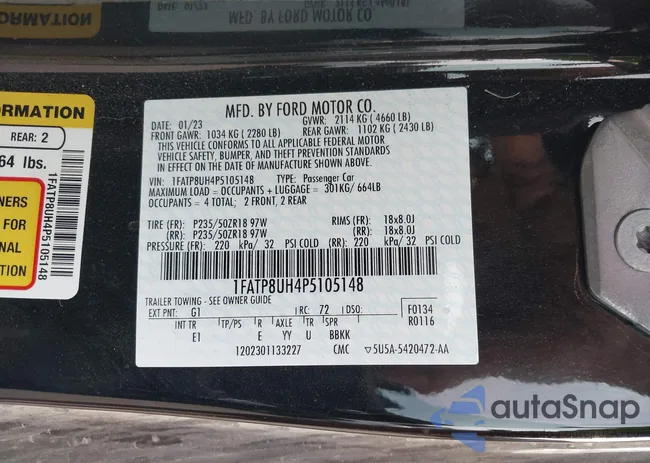 MFD. BY FORD MOTOR CO.
ORMATION
REAR: 2
64 lbs.
NERS
S FOR
NAL
TION
1FATP8UH4P5105148
MFD. BY FORD MOTOR CO.
DATE: 01/23
GVWR: 2114 KG (4660 LB)
FRONT GAWR: 1034 KG (2280 LB)
REAR GAWR: 1102 KG (2430 LB)
THIS VEHICLE CONFORMS TO ALL APPLICABLE FEDERAL MOTOR
VEHICLE SAFETY, BUMPER, AND THEFT PREVENTION STANDARDS
IN EFFECT ON THE DATE OF MANUFACTURE SHOWN ABOVE.
VIN: 1FATP8UH4P5105148 TYPE: Passenger Car
MAXIMUM LOAD = OCCUPANTS + LUGGAGE = 301KG/ 664LB
OCCUPANTS = 4 TOTAL; 2 FRONT, 2 REAR
TIRE (FR): P235/50ZR18 97W RIMS (FR): 18x8.0J
TIRE (RR): P235/50ZR18 97W (RR): 18x8.0J
PRESSURE (FR): 220 kPa/ 32 PSI COLD (RR): 220 kPa/ 32 PSI COLD
1FATP8UH4P5105148
TRAILER TOWING - SEE OWNER GUIDE
EXT PNT: G1 RC: 72 DSO: F0134
R0116
INT TR TP/PS R AXLE TR SPR
E1 E YY U BBKK
1202301133227 CMC ▽5U5A-5420472-AA
autoSnap